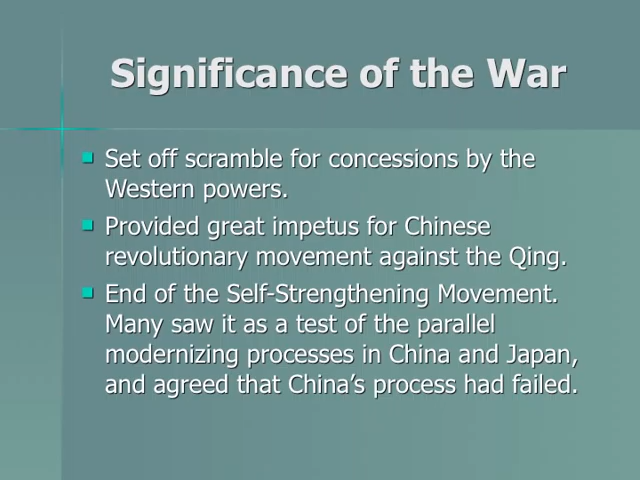 Significance of the War
Set off scramble for concessions by the
Western powers.
Provided great impetus for Chinese
revolutionary movement against the Qing.
End of the Self-Strengthening Movement.
Many saw it as a test of the parallel
modernizing processes in China and Japan,
and agreed that China’s process had failed.